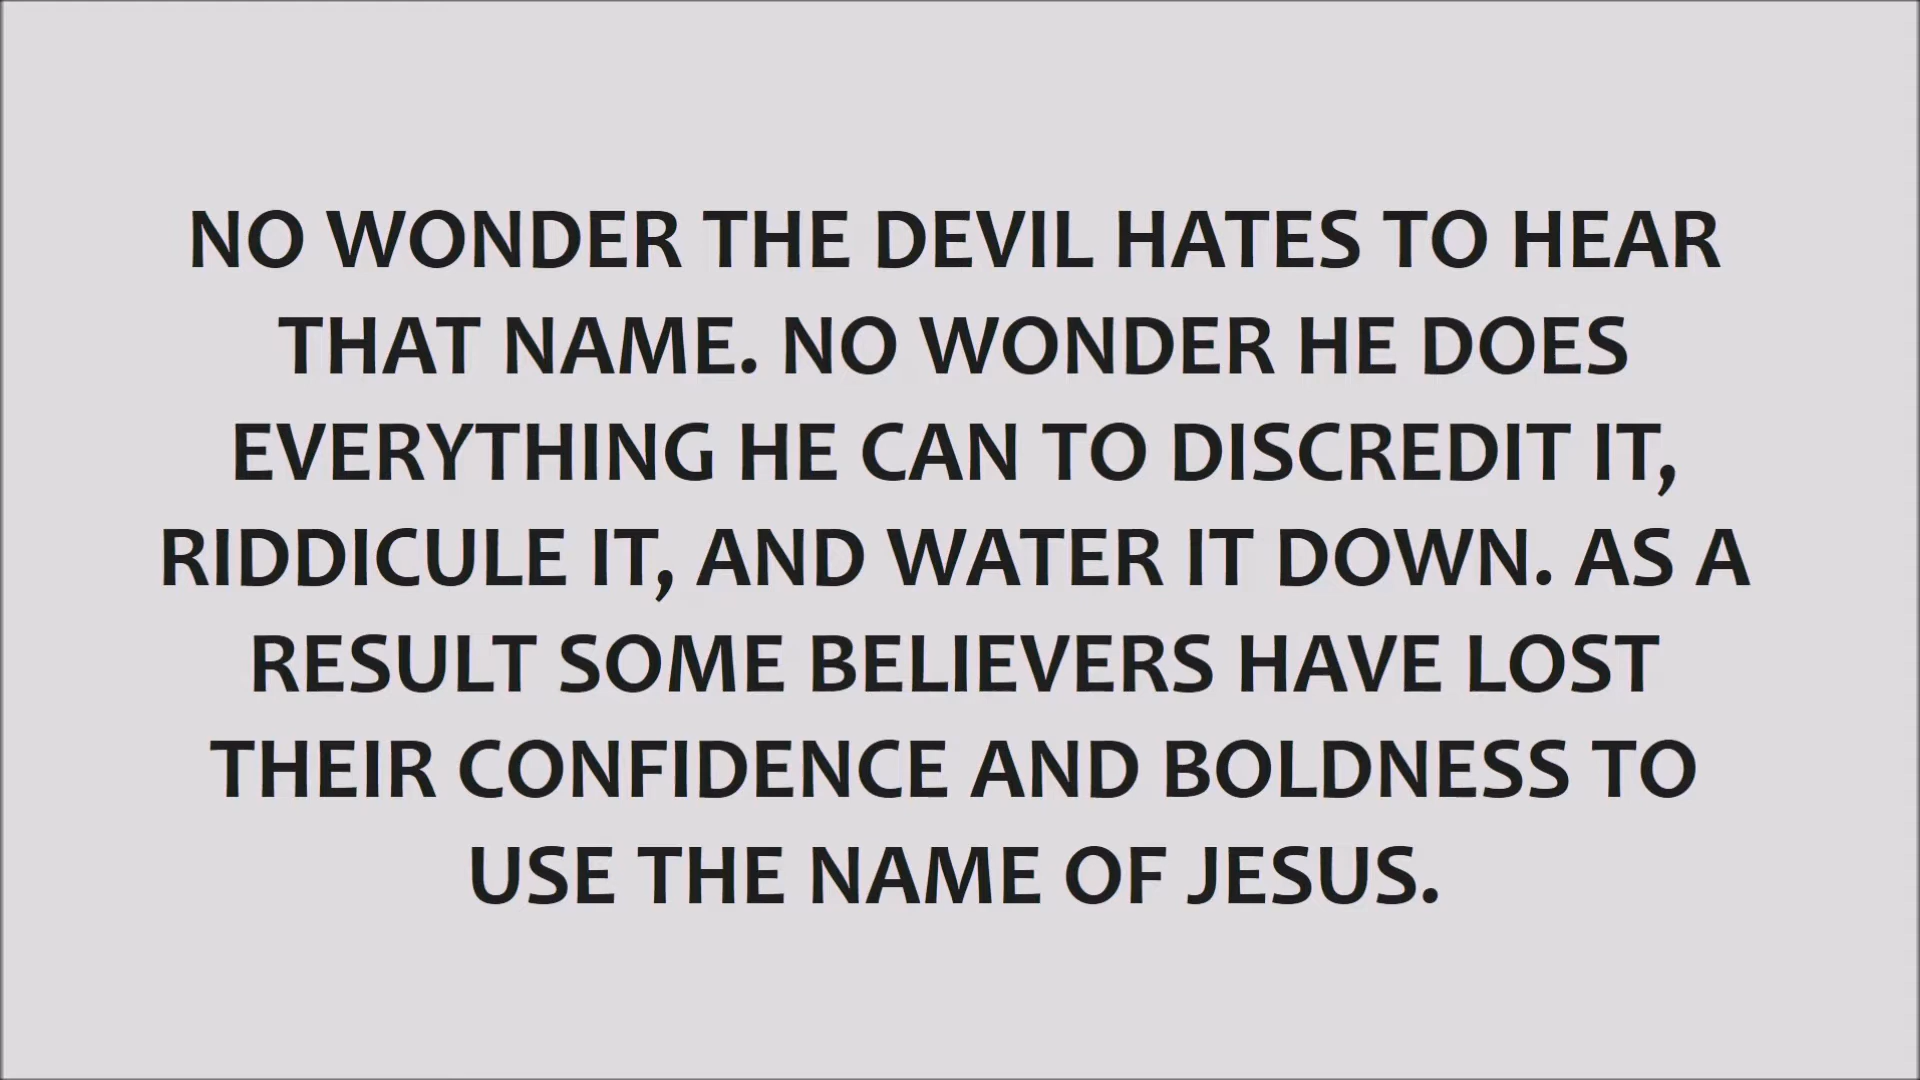 NO WONDER THE DEVIL HATES TO HEAR
THAT NAME. NO WONDER HE DOES
EVERYTHING HE CAN TO DISCREDIT IT,
RIDDICULE IT, AND WATER IT DOWN. AS A
RESULT SOME BELIEVERS HAVE LOST
THEIR CONFIDENCE AND BOLDNESS TO
USE THE NAME OF JESUS.